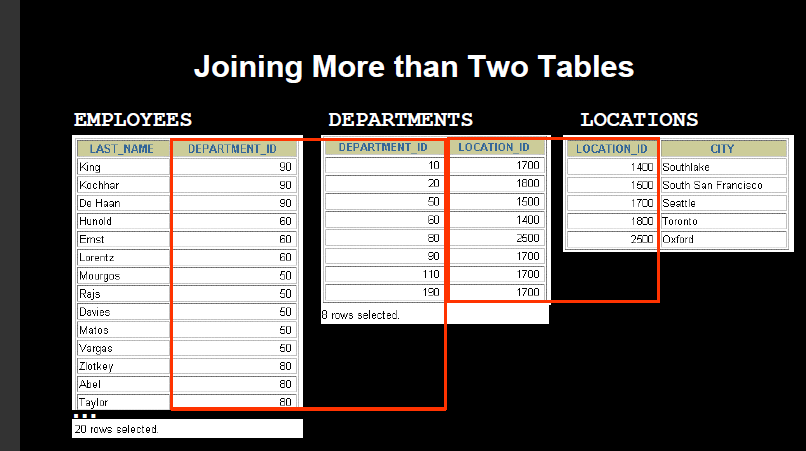 Joining More than Two Tables
EMPLOYEES DEPARTMENTS LOCATIONS
LAST_NAME DEPARTMENT_ID
King 90
Kochhar 90
De Haan 90
Hunold 60
Ernst 60
Lorentz 60
Mourgos 50
Rajs 50
Davies 50
Matos 50
Vargas 50
Zlotkey 80
Abel 80
Taylor 80
...
20 rows selected.
DEPARTMENT_ID LOCATION_ID
10 1700
20 1800
50 1500
60 1400
80 2500
90 1700
110 1700
190 1700
8 rows selected.
LOCATION_ID CITY
1400 Southlake
1500 South San Francisco
1700 Seattle
1800 Toronto
2500 Oxford